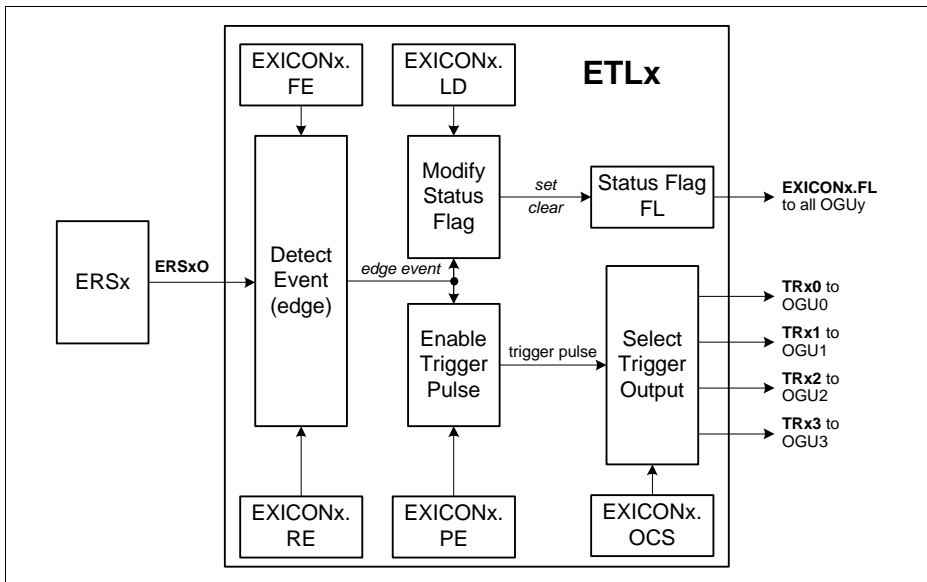 EXICONx.
FE
EXICONx.
LD
ETLx
Modify
Status
Flag
set
clear
Status Flag
FL
EXICONx.FL
to all OGUy
ERSx
ERSxO
Detect
Event
(edge)
edge event
Enable
Trigger
Pulse
trigger pulse
Select
Trigger
Output
TRx0 to
OGU0
TRx1 to
OGU1
TRx2 to
OGU2
TRx3 to
OGU3
EXICONx.
RE
EXICONx.
PE
EXICONx.
OCS